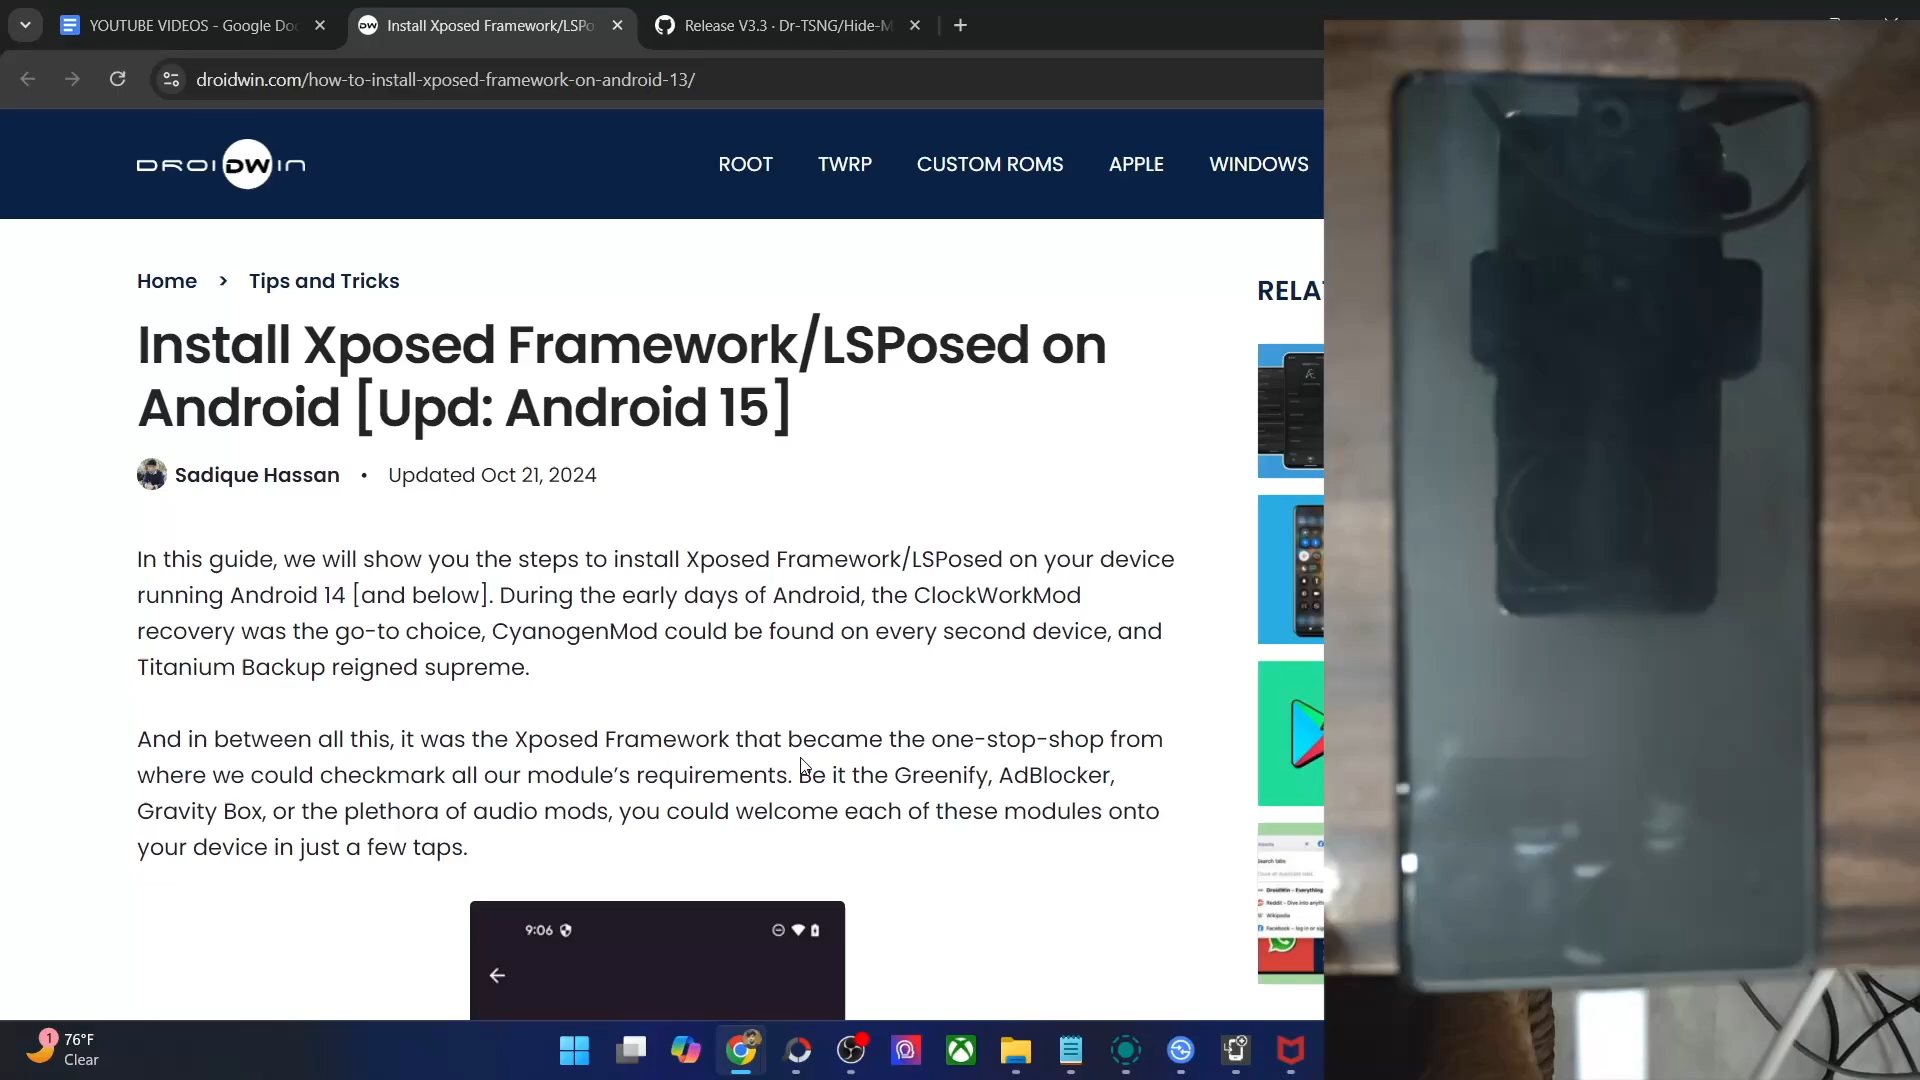 YOUTUBE VIDEOS - Google Do
Install Xposed Framework/LSPo
Release V3.3 · Dr-TSNG/Hide-M
droidwin.com/how-to-install-xposed-framework-on-android-13/
DROIDWIN
ROOT
TWRP
CUSTOM ROMS
APPLE
WINDOWS
Home > Tips and Tricks
RELA
Install Xposed Framework/LSPosed on
Android [Upd: Android 15]
Sadique Hassan • Updated Oct 21, 2024
In this guide, we will show you the steps to install Xposed Framework/LSPosed on your device
running Android 14 [and below]. During the early days of Android, the ClockWorkMod
recovery was the go-to choice, CyanogenMod could be found on every second device, and
Titanium Backup reigned supreme.
And in between all this, it was the Xposed Framework that became the one-stop-shop from
where we could checkmark all our module's requirements. Be it the Greenify, AdBlocker,
Gravity Box, or the plethora of audio mods, you could welcome each of these modules onto
your device in just a few taps.
Search tabs
9:06
1
76°F
Clear